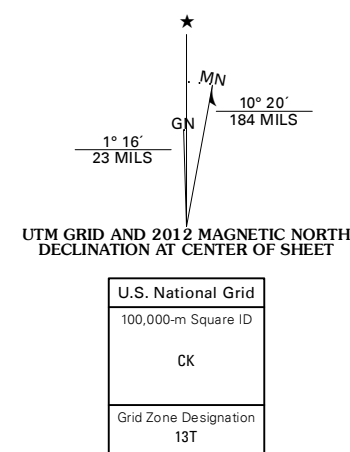 MN
GN
10° 20´
184 MILS
1° 16´
23 MILS
UTM GRID AND 2012 MAGNETIC NORTH
DECLINATION AT CENTER OF SHEET
U.S. National Grid
100,000-m Square ID
CK
Grid Zone Designation
13T